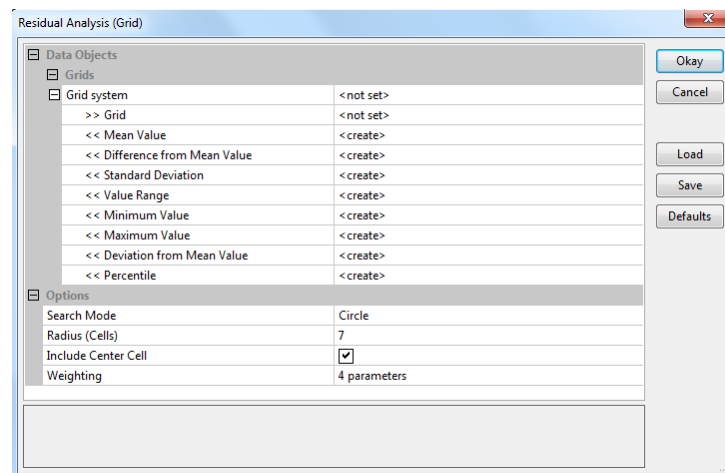 Residual Analysis (Grid)
Data Objects
Grids
Grid system <not set>
>> Grid <not set>
<< Mean Value <create>
<< Difference from Mean Value <create>
<< Standard Deviation <create>
<< Value Range <create>
<< Minimum Value <create>
<< Maximum Value <create>
<< Deviation from Mean Value <create>
<< Percentile <create>
Options
Search Mode Circle
Radius (Cells) 7
Include Center Cell
Weighting 4 parameters
Okay
Cancel
Load
Save
Defaults